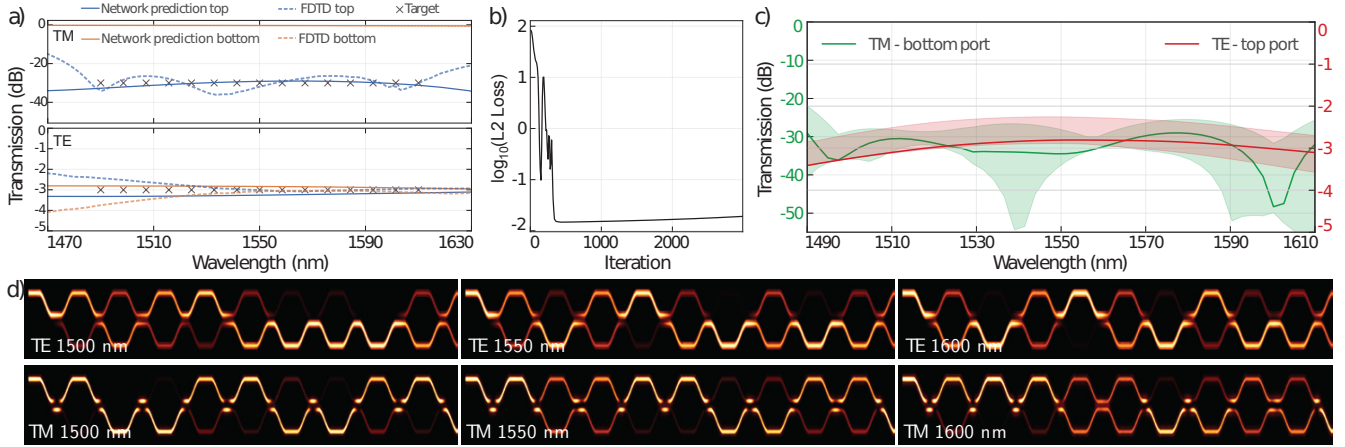 a)
Network prediction top
FDTD top
Target
Network prediction bottom
FDTD bottom
TM
0
-20
-40
TE
0
-1
-2
-3
-4
-5
Transmission (dB)
1470
1510
1550
1590
1630
Wavelength (nm)
b)
2
1
0
-1
-2
log10(L2 Loss)
0
1000
2000
Iteration
c)
TM - bottom port
TE - top port
0
-10
-20
-30
-40
-50
Transmission (dB)
0
-1
-2
-3
-4
-5
1490
1510
1530
1550
1570
1590
1610
Wavelength (nm)
d)
TE 1500 nm
TE 1550 nm
TE 1600 nm
TM 1500 nm
TM 1550 nm
TM 1600 nm